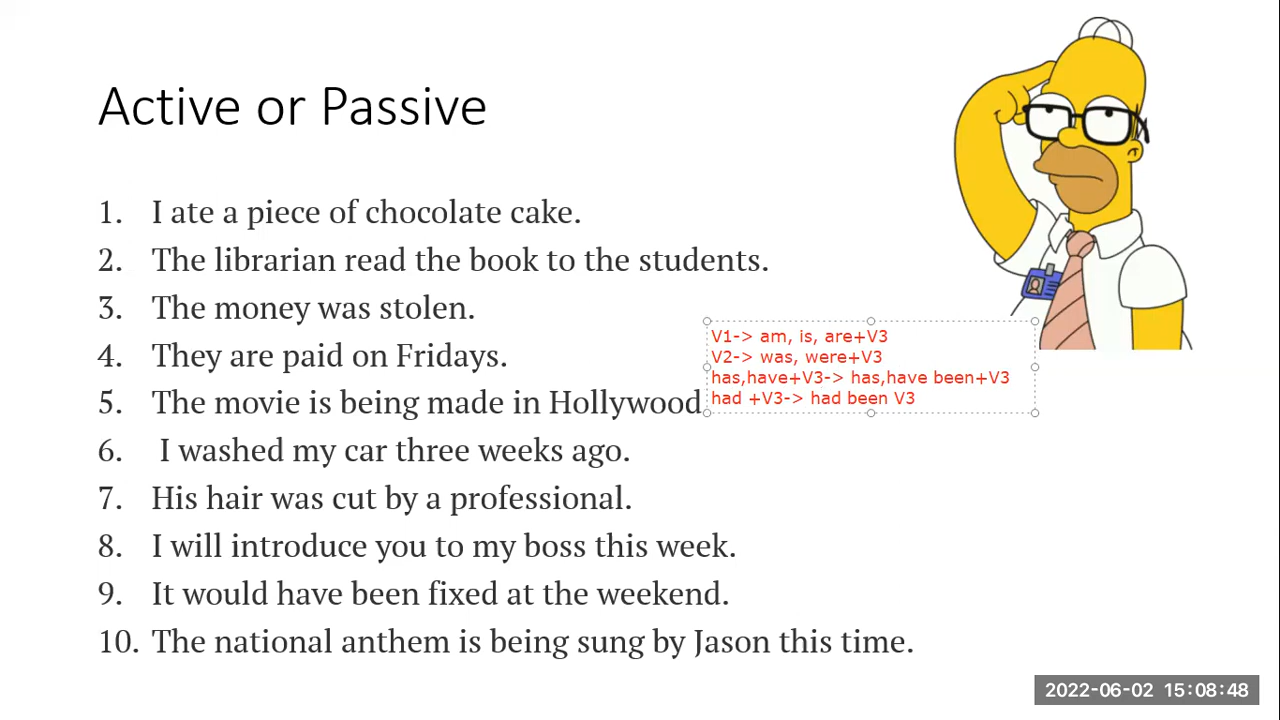 Active or Passive
1. I ate a piece of chocolate cake.
2. The librarian read the book to the students.
3. The money was stolen.
4. They are paid on Fridays.
5. The movie is being made in Hollywood
V1-> am, is, are+V3
V2-> was, were+V3
has,have+V3-> has,have been+V3
had +V3-> had been V3
6. I washed my car three weeks ago.
7. His hair was cut by a professional.
8. I will introduce you to my boss this week.
9. It would have been fixed at the weekend.
10. The national anthem is being sung by Jason this time.
2022-06-02 15:08:48